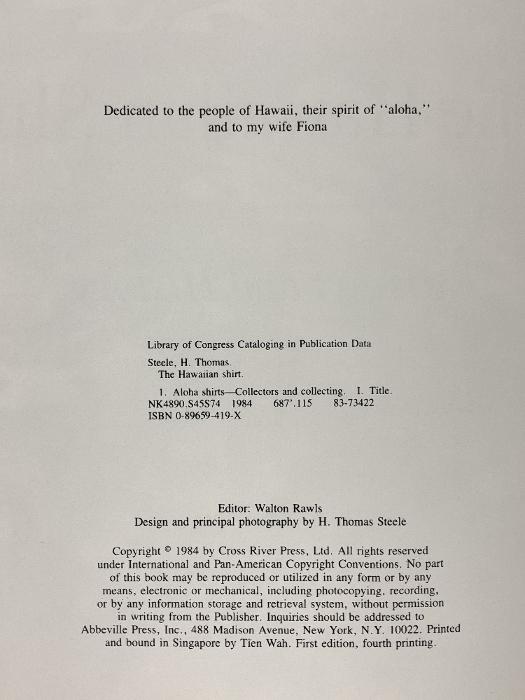 Dedicated to the people of Hawaii, their spirit of "aloha,"
and to my wife Fiona
Library of Congress Cataloging in Publication Data
Steele, H. Thomas.
The Hawaiian shirt.
1. Aloha shirts—Collectors and collecting. I. Title.
NK4890.S45S74 1984 687'.115 83-73422
ISBN 0-89659-419-X
Editor: Walton Rawls
Design and principal photography by H. Thomas Steele
Copyright © 1984 by Cross River Press, Ltd. All rights reserved
under International and Pan-American Copyright Conventions. No part
of this book may be reproduced or utilized in any form or by any
means, electronic or mechanical, including photocopying, recording,
or by any information storage and retrieval system, without permission
in writing from the Publisher. Inquiries should be addressed to
Abbeville Press, Inc., 488 Madison Avenue, New York, N.Y. 10022. Printed
and bound in Singapore by Tien Wah. First edition, fourth printing.